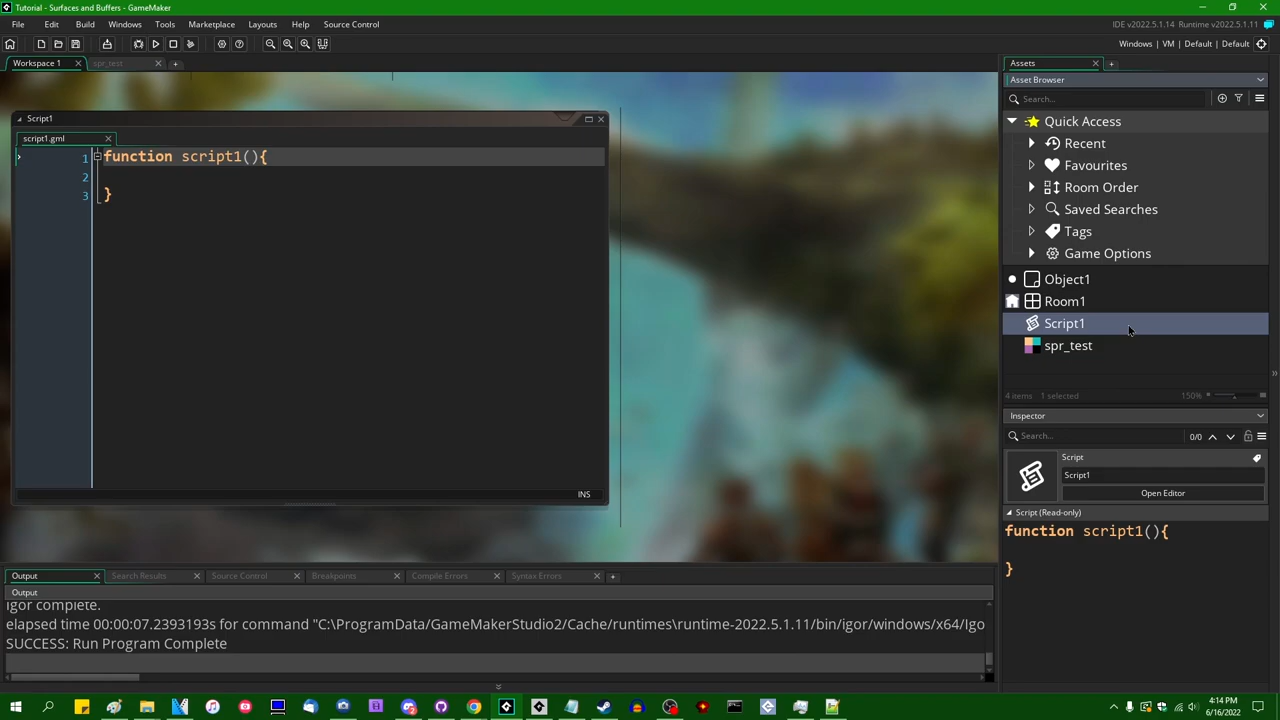 Tutorial - Surfaces and Buffers - GameMaker
File Edit Build Windows Tools Marketplace Layouts Source Control
IDE v2022.5.1.14 Runtime v2022.5.1.11
Windows | VM | Default | Default
Workspace 1 spr_test
Script1
script1.gml
1 function script1(){
2
3 }
INS
Assets
Asset Browser
Search...
Quick Access
Recent
Favourites
Room Order
Saved Searches
Tags
Game Options
Object1
Room1
Script1
spr_test
4 items 1 selected 150%
Inspector
Search... 0/0
Script
Script1
Open Editor
Script (Read-only)
function script1(){
}
Output Search Results Source Control Breakpoints Compile Errors Syntax Errors
Output
igor complete.
elapsed time 00:00:07.2393193s for command "C:\ProgramData/GameMakerStudio2/Cache/runtimes\runtime-2022.5.1.11/bin/igor/windows/x64/Igo
SUCCESS: Run Program Complete
4:14 PM
6/16/2022